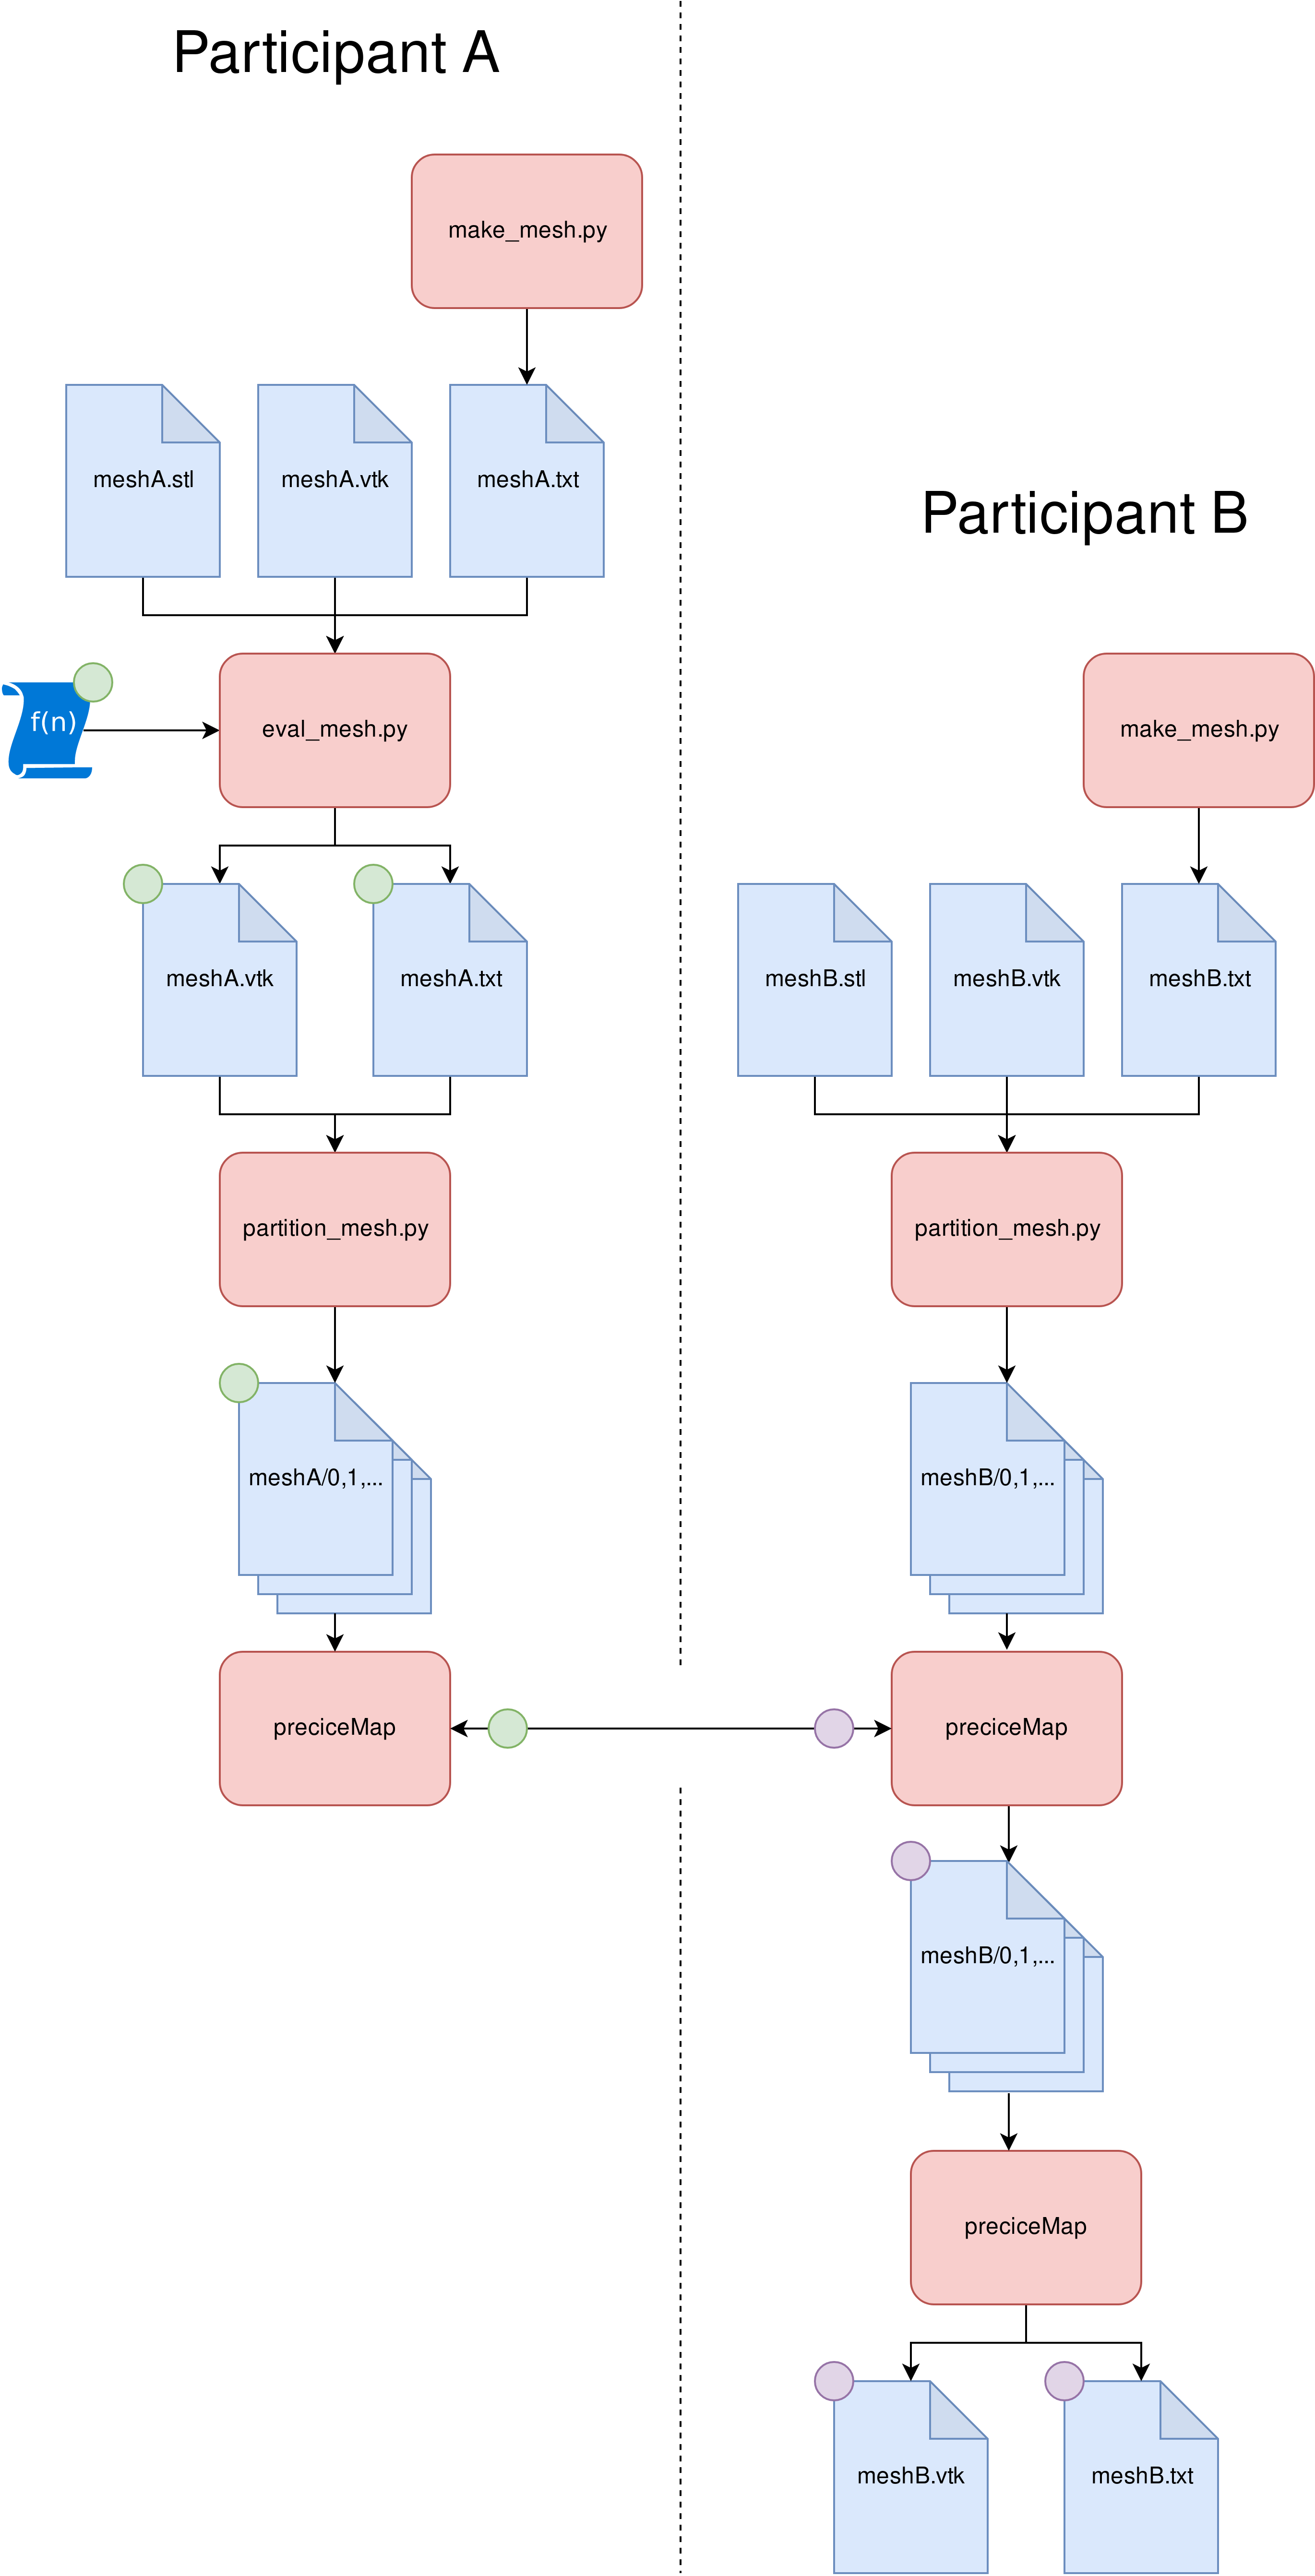 Participant A
make_mesh.py
meshA.stl
meshA.vtk
meshA.txt
Participant B
f(n)
eval_mesh.py
make_mesh.py
meshA.vtk
meshA.txt
meshB.stl
meshB.vtk
meshB.txt
partition_mesh.py
partition_mesh.py
meshA/0,1,...
meshB/0,1,...
preciceMap
preciceMap
meshB/0,1,...
preciceMap
meshB.vtk
meshB.txt